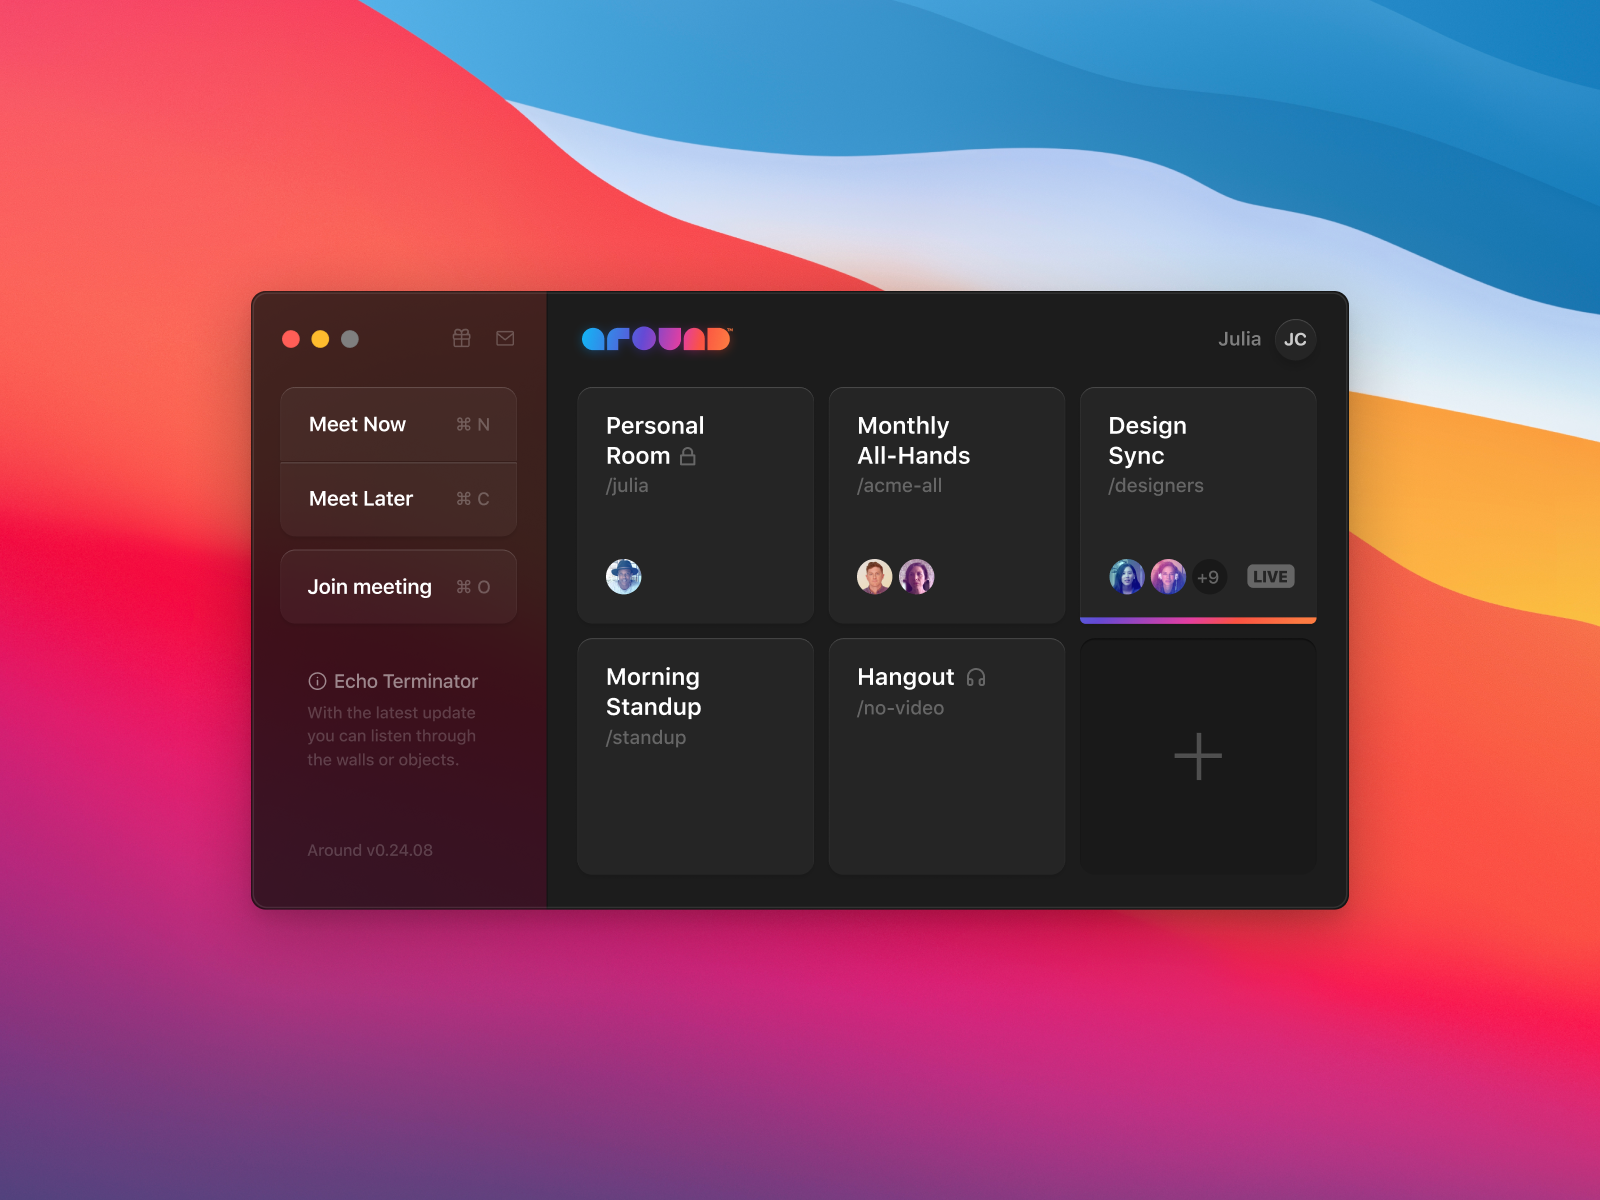 Meet Now ⌘ N
Meet Later ⌘ C
Join meeting ⌘ O
Echo Terminator
With the latest update
you can listen through
the walls or objects.
Around v0.24.08
around™
Julia JC
Personal
Room
/julia
Monthly
All-Hands
/acme-all
Design
Sync
/designers
+9 LIVE
Morning
Standup
/standup
Hangout
/no-video